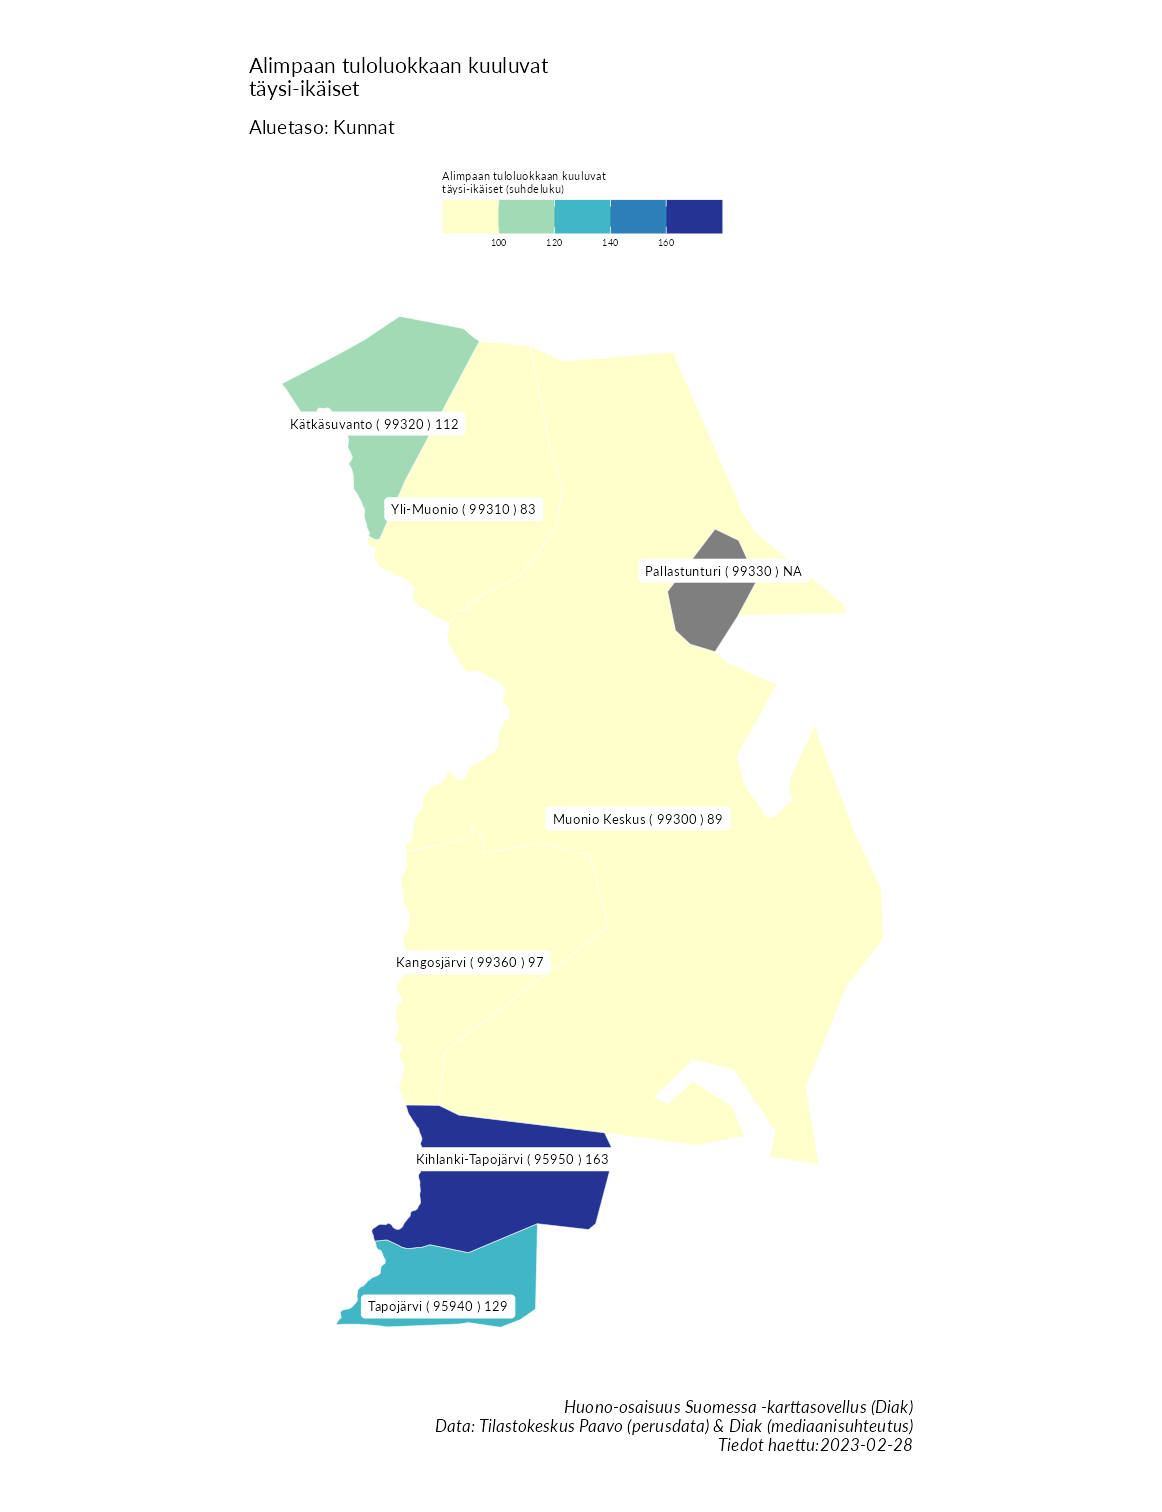 Alimpaan tuloluokkaan kuuluvat
täysi-ikäiset
Aluetaso: Kunnat
Alimpaan tuloluokkaan kuuluvat
täysi-ikäiset (suhdeluku)
100 120 140 160
Kätkäsuvanto ( 99320 ) 112
Yli-Muonio ( 99310 ) 83
Pallastunturi ( 99330 ) NA
Muonio Keskus ( 99300 ) 89
Kangosjärvi ( 99360 ) 97
Kihlanki-Tapojärvi ( 95950 ) 163
Tapojärvi ( 95940 ) 129
Huono-osaisuus Suomessa -karttasovellus (Diak)
Data: Tilastokeskus Paavo (perusdata) & Diak (mediaanisuhteutus)
Tiedot haettu:2023-02-28